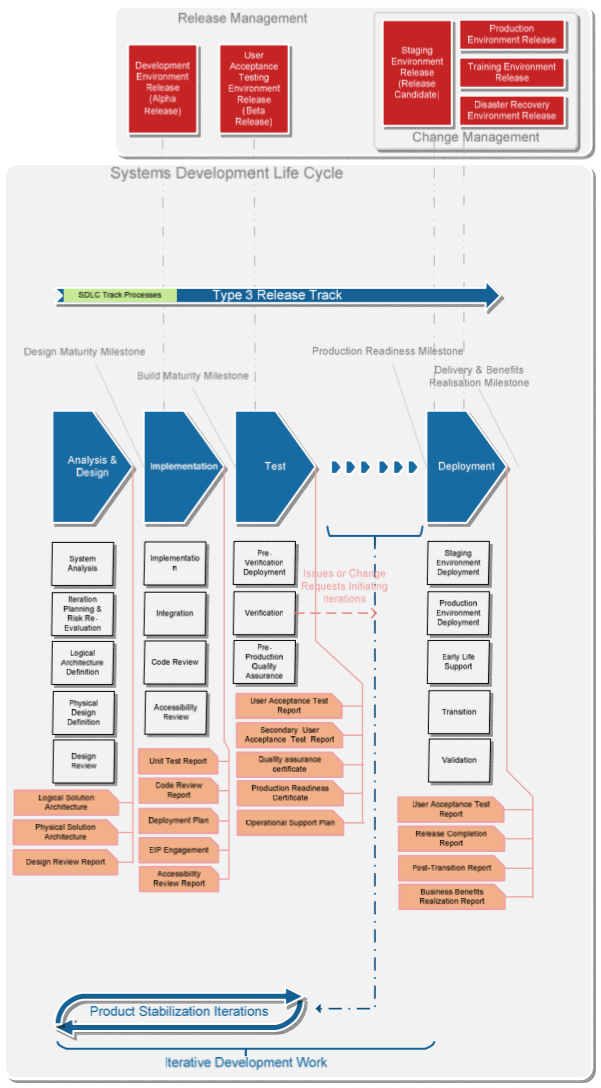 Release Management
Development
Environment
Release
(Alpha
Release)
User
Acceptance
Testing
Environment
Release
(Beta
Release)
Staging
Environment
Release
(Release
Candidate)
Production
Environment Release
Training Environment
Release
Disaster Recovery
Environment Release
Change Management
Systems Development Life Cycle
SDLC Track Processes
Type 3 Release Track
Design Maturity Milestone
Build Maturity Milestone
Production Readiness Milestone
Delivery & Benefits
Realisation Milestone
Analysis &
Design
Implementation
Test
Deployment
System
Analysis
Iteration
Planning &
Risk Re-
Evaluation
Logical
Architecture
Definition
Physical
Design
Definition
Design
Review
Logical Solution
Architecture
Physical Solution
Architecture
Design Review Report
Implementatio
n
Integration
Code Review
Accessibility
Review
Unit Test Report
Code Review
Report
Deployment Plan
EIP Engagement
Accessibility
Review Report
Pre-
Verification
Deployment
Verification
Pre-
Production
Quality
Assurance
Issues or Change
Requests Initiating
Iterations
User Acceptance Test
Report
Secondary User
Acceptance Test Report
Quality assurance
certificate
Production Readiness
Certificate
Operational Support Plan
Staging
Environment
Deployment
Production
Environment
Deployment
Early Life
Support
Transition
Validation
User Acceptance Test
Report
Release Completion
Report
Post-Transition Report
Business Benefits
Realization Report
Product Stabilization Iterations
Iterative Development Work